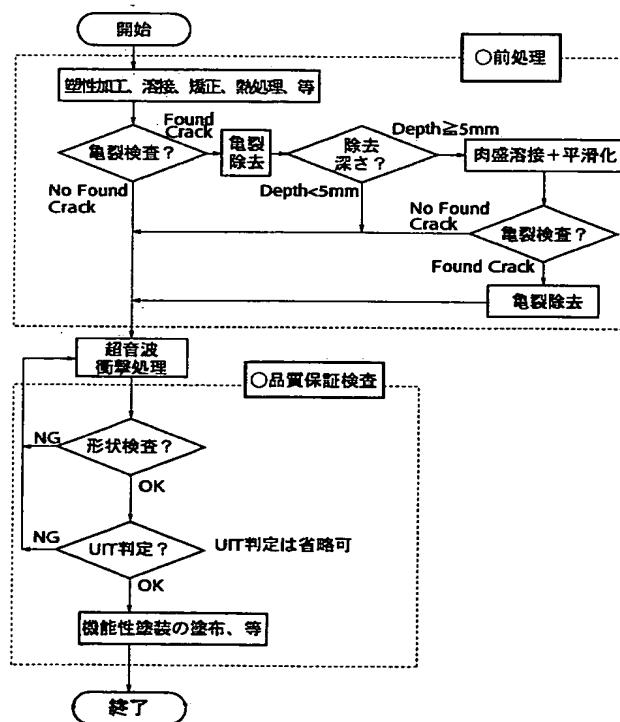 開始
○前処理
塑性加工、溶接、矯正、熱処理、等
亀裂検査？
Found
Crack
亀裂
除去
除去
深さ？
Depth≧5mm
肉盛溶接＋平滑化
No Found
Crack
Depth<5mm
No Found
Crack
亀裂検査？
Found Crack
亀裂除去
超音波
衝撃処理
○品質保証検査
NG
形状検査？
OK
NG
UIT判定？
UIT判定は省略可
OK
機能性塗装の塗布、等
終了